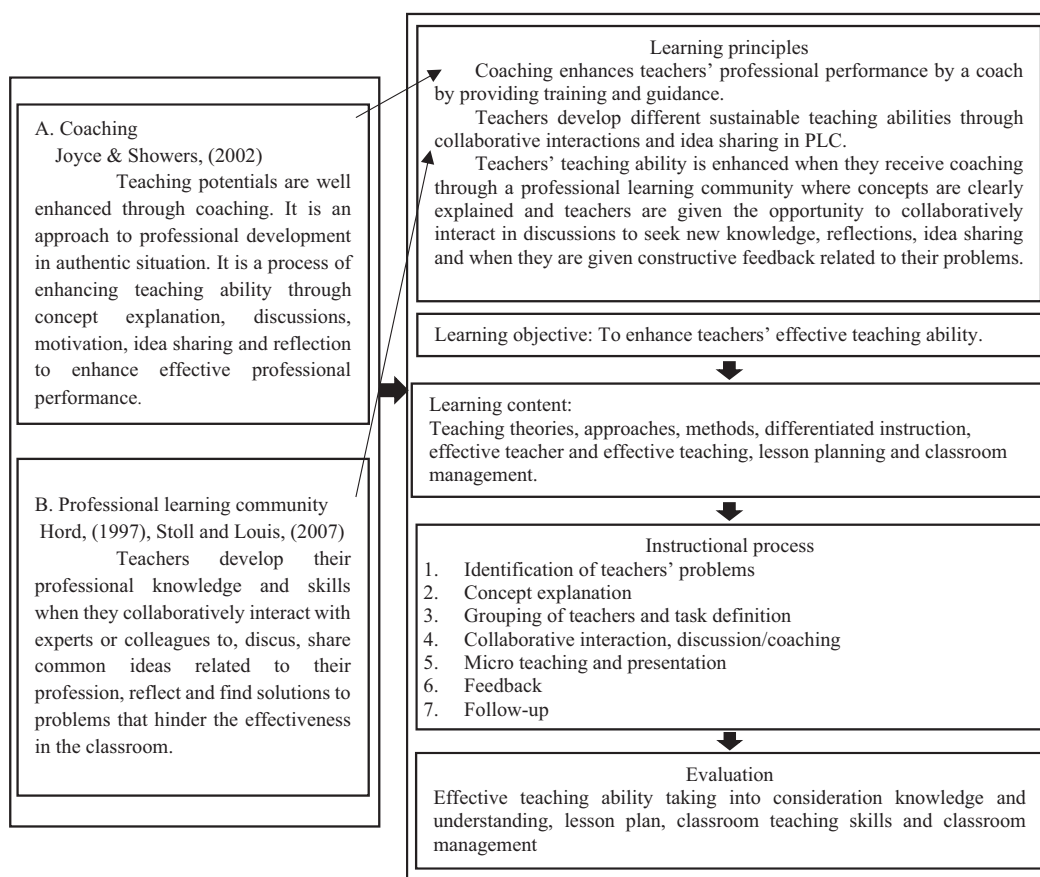 A. Coaching
Joyce & Showers, (2002)
Teaching potentials are well
enhanced through coaching. It is an
approach to professional development
in authentic situation. It is a process of
enhancing teaching ability through
concept explanation, discussions,
motivation, idea sharing and reflection
to enhance effective professional
performance.
B. Professional learning community
Hord, (1997), Stoll and Louis, (2007)
Teachers develop their
professional knowledge and skills
when they collaboratively interact with
experts or colleagues to, discus, share
common ideas related to their
profession, reflect and find solutions to
problems that hinder the effectiveness
in the classroom.
Learning principles
Coaching enhances teachers' professional performance by a coach
by providing training and guidance.
Teachers develop different sustainable teaching abilities through
collaborative interactions and idea sharing in PLC.
Teachers' teaching ability is enhanced when they receive coaching
through a professional learning community where concepts are clearly
explained and teachers are given the opportunity to collaboratively
interact in discussions to seek new knowledge, reflections, idea sharing
and when they are given constructive feedback related to their problems.
Learning objective: To enhance teachers' effective teaching ability.
Learning content:
Teaching theories, approaches, methods, differentiated instruction,
effective teacher and effective teaching, lesson planning and classroom
management.
Instructional process
1. Identification of teachers' problems
2. Concept explanation
3. Grouping of teachers and task definition
4. Collaborative interaction, discussion/coaching
5. Micro teaching and presentation
6. Feedback
7. Follow-up
Evaluation
Effective teaching ability taking into consideration knowledge and
understanding, lesson plan, classroom teaching skills and classroom
management